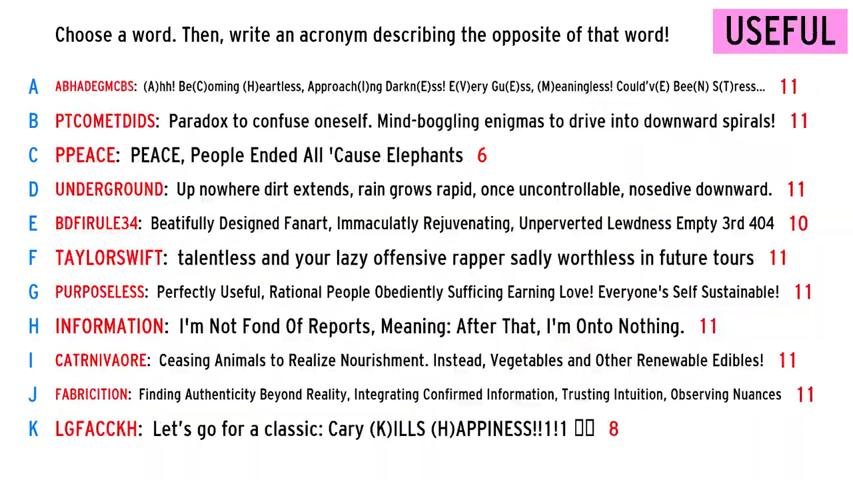 Choose a word. Then, write an acronym describing the opposite of that word!
USEFUL
A ABHADEGMCBS: (A)hh! Be(C)oming (H)eartless, Approach(I)ng Darkn(E)ss! E(V)ery Gu(E)ss, (M)eaningless! Could'v(E) Bee(N) S(T)ress... 11
B PTCOMETDIDS: Paradox to confuse oneself. Mind-boggling enigmas to drive into downward spirals! 11
C PPEACE: PEACE, People Ended All 'Cause Elephants 6
D UNDERGROUND: Up nowhere dirt extends, rain grows rapid, once uncontrollable, nosedive downward. 11
E BDFIRULE34: Beatifully Designed Fanart, Immaculatly Rejuvenating, Unperverted Lewdness Empty 3rd 404 10
F TAYLORSWIFT: talentless and your lazy offensive rapper sadly worthless in future tours 11
G PURPOSELESS: Perfectly Useful, Rational People Obediently Sufficing Earning Love! Everyone's Self Sustainable! 11
H INFORMATION: I'm Not Fond Of Reports, Meaning: After That, I'm Onto Nothing. 11
I CATRNIVAORE: Ceasing Animals to Realize Nourishment. Instead, Vegetables and Other Renewable Edibles! 11
J FABRICITION: Finding Authenticity Beyond Reality, Integrating Confirmed Information, Trusting Intuition, Observing Nuances 11
K LGFACCKH: Let's go for a classic: Cary (K)ILLS (H)APPINESS!!1!1 8